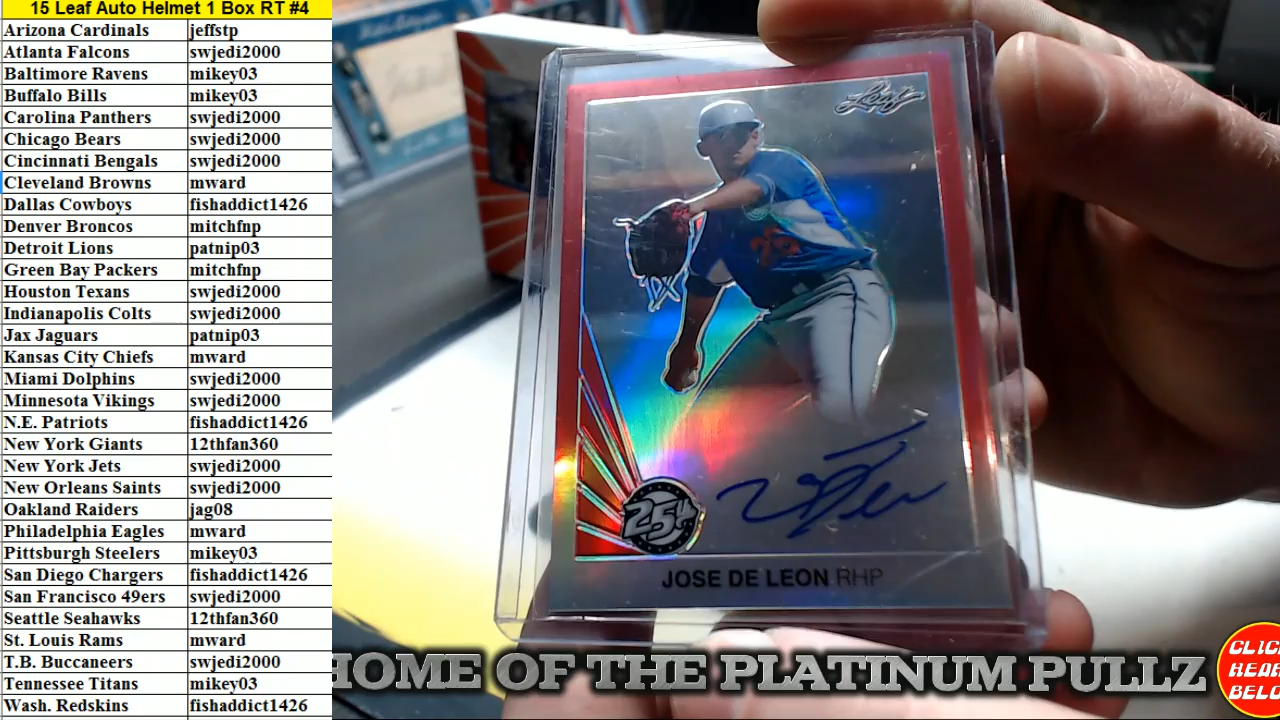 15 Leaf Auto Helmet 1 Box RT #4
Arizona Cardinals jeffstp
Atlanta Falcons swjedi2000
Baltimore Ravens mikey03
Buffalo Bills mikey03
Carolina Panthers swjedi2000
Chicago Bears swjedi2000
Cincinnati Bengals swjedi2000
Cleveland Browns mward
Dallas Cowboys fishaddict1426
Denver Broncos mitchfnp
Detroit Lions patnip03
Green Bay Packers mitchfnp
Houston Texans swjedi2000
Indianapolis Colts swjedi2000
Jax Jaguars patnip03
Kansas City Chiefs mward
Miami Dolphins swjedi2000
Minnesota Vikings swjedi2000
N.E. Patriots fishaddict1426
New York Giants 12thfan360
New York Jets swjedi2000
New Orleans Saints swjedi2000
Oakland Raiders jag08
Philadelphia Eagles mward
Pittsburgh Steelers mikey03
San Diego Chargers fishaddict1426
San Francisco 49ers swjedi2000
Seattle Seahawks 12thfan360
St. Louis Rams mward
T.B. Buccaneers swjedi2000
Tennessee Titans mikey03
Wash. Redskins fishaddict1426
Leaf
25th
JOSE DE LEON RHP
HOME OF THE PLATINUM PULLZ
CLICK
HEAR
BELO